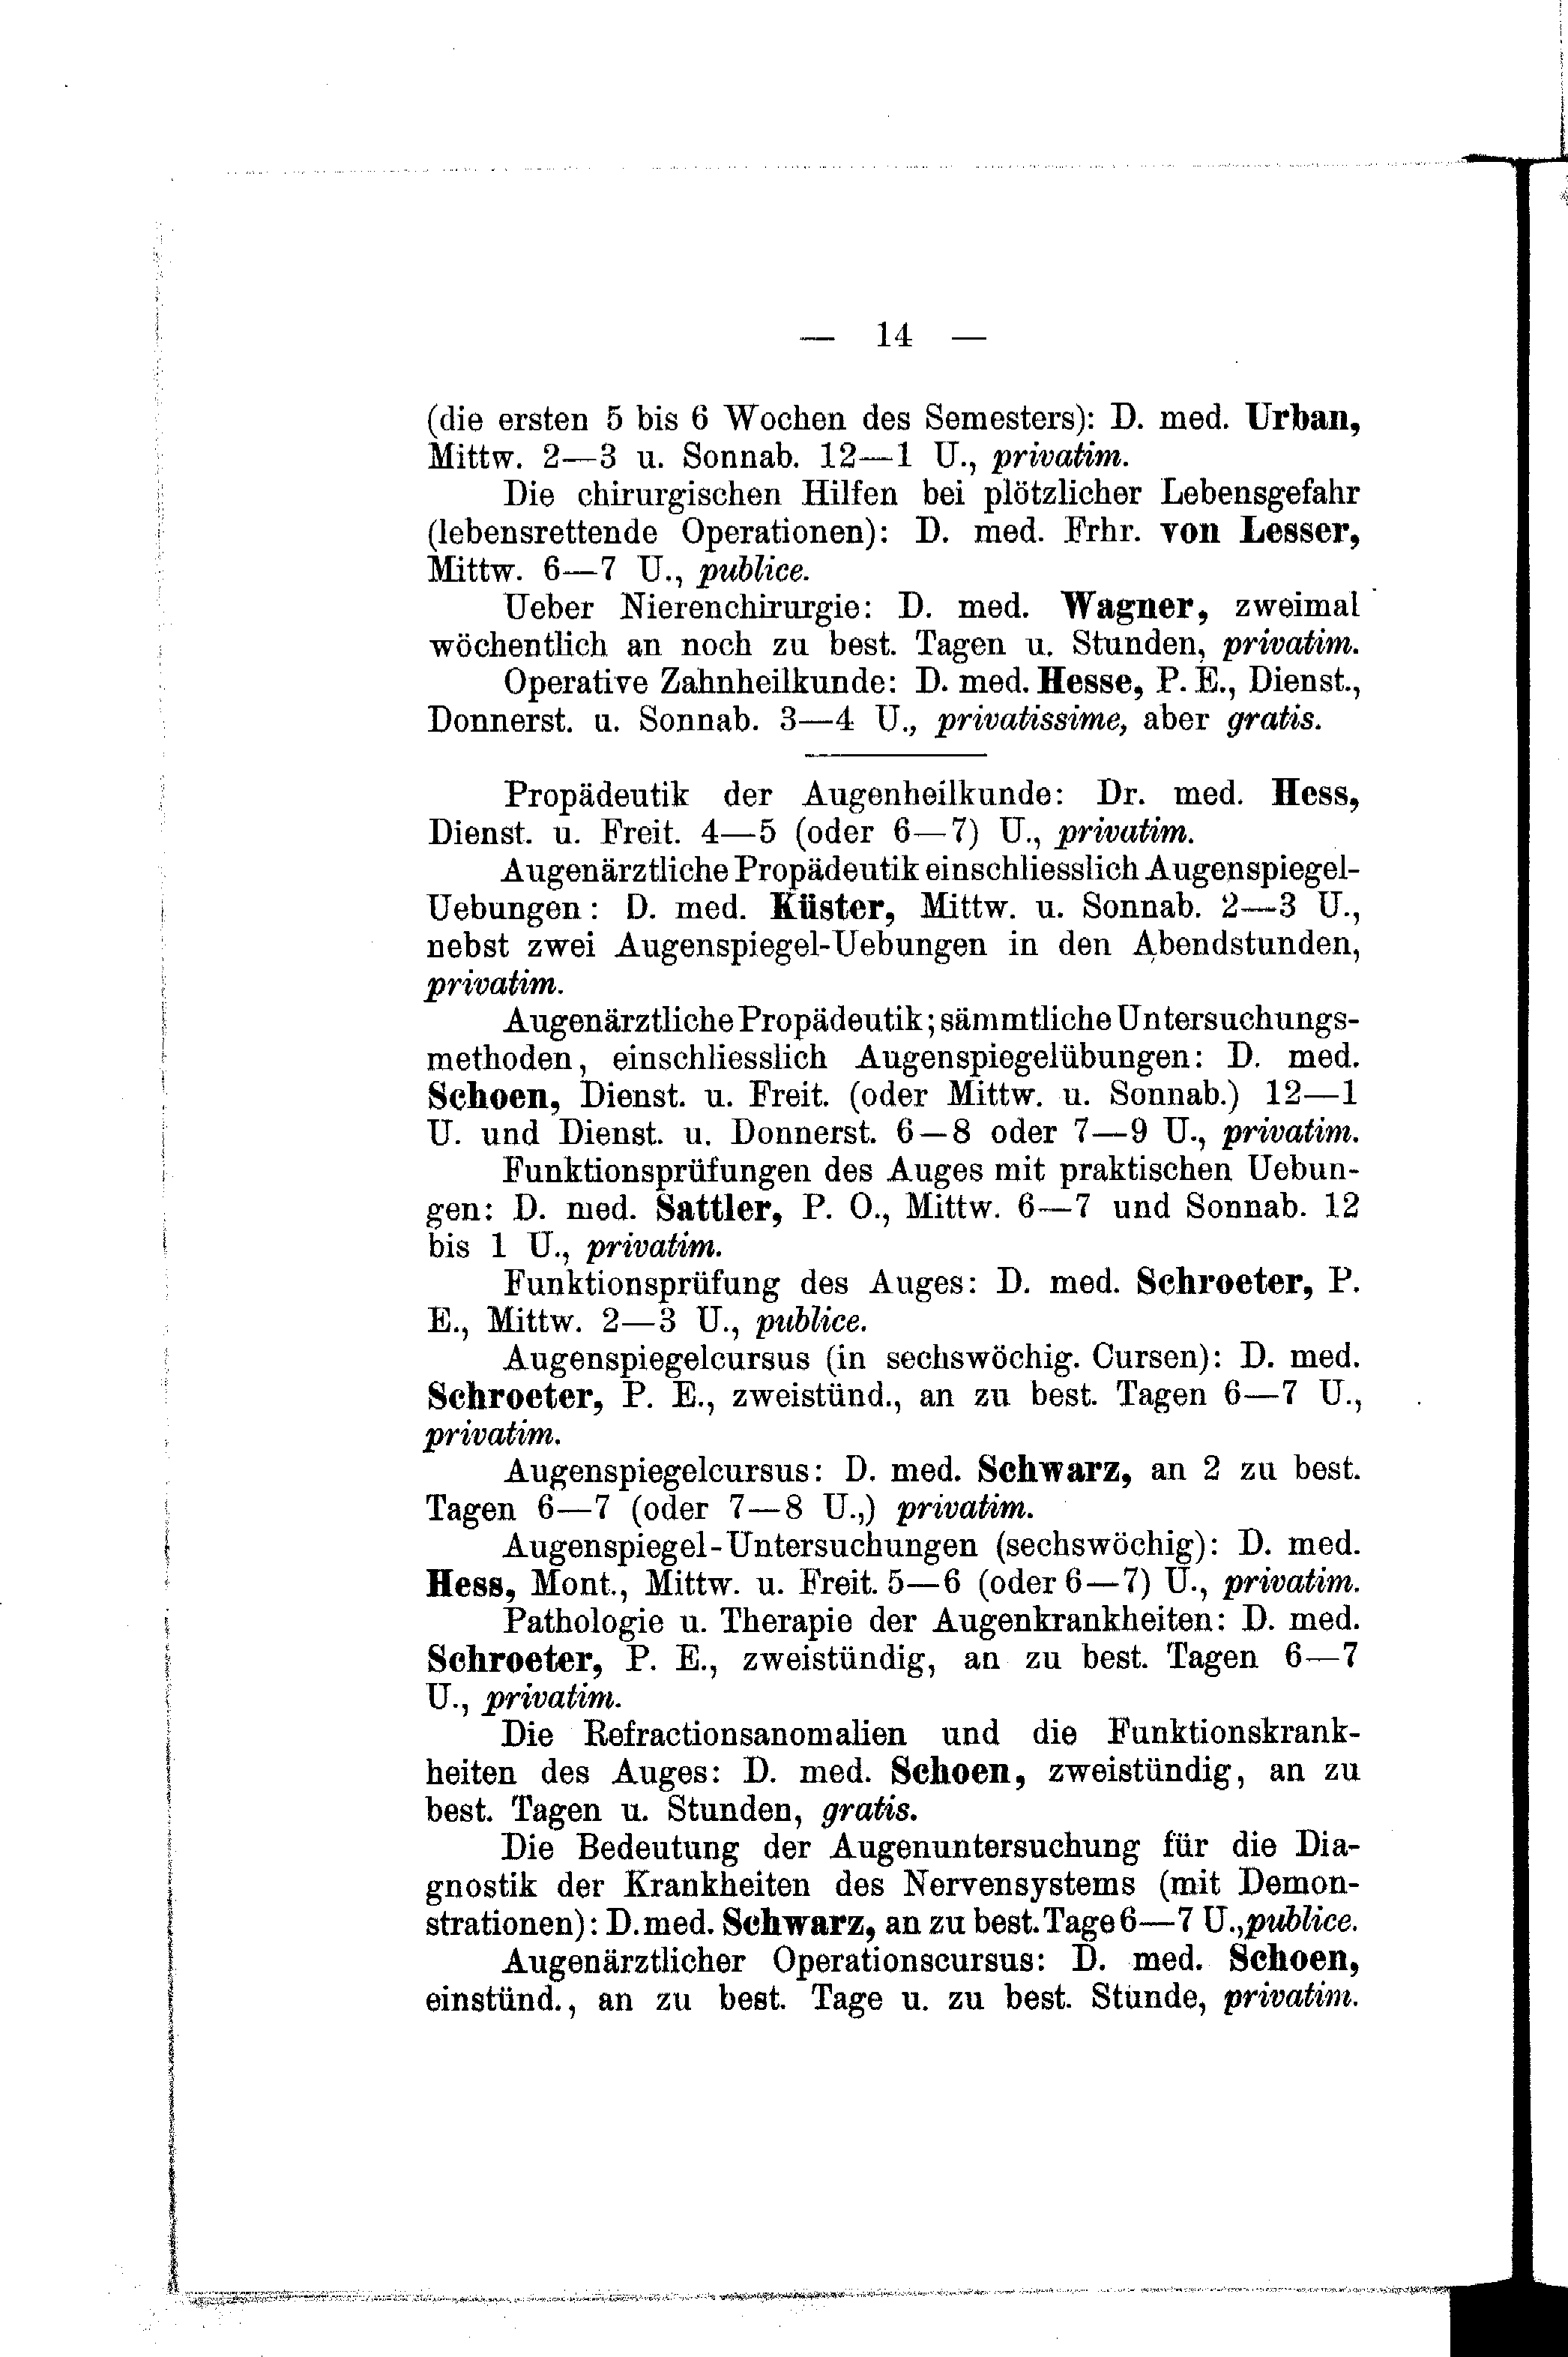 — 14 —
(die ersten 5 bis 6 Wochen des Semesters): D. med. Urban,
Mittw. 2—3 u. Sonnab. 12—1 U., privatim.
Die chirurgischen Hilfen bei plötzlicher Lebensgefahr
(lebensrettende Operationen): D. med. Frhr. von Lesser,
Mittw. 6—7 U., publice.
Ueber Nierenchirurgie: D. med. Wagner, zweimal
wöchentlich an noch zu best. Tagen u. Stunden, privatim.
Operative Zahnheilkunde: D. med. Hesse, P. E., Dienst.,
Donnerst. u. Sonnab. 3—4 U., privatissime, aber gratis.
Propädeutik der Augenheilkunde: Dr. med. Hess,
Dienst. u. Freit. 4—5 (oder 6—7) U., privatim.
Augenärztliche Propädeutik einschliesslich Augenspiegel-
Uebungen: D. med. Küster, Mittw. u. Sonnab. 2—3 U.,
nebst zwei Augenspiegel-Uebungen in den Abendstunden,
privatim.
Augenärztliche Propädeutik; sämmtliche Untersuchungs-
methoden, einschliesslich Augenspiegelübungen: D. med.
Schoen, Dienst. u. Freit. (oder Mittw. u. Sonnab.) 12—1
U. und Dienst. u. Donnerst. 6—8 oder 7—9 U., privatim.
Funktionsprüfungen des Auges mit praktischen Uebun-
gen: D. med. Sattler, P. O., Mittw. 6—7 und Sonnab. 12
bis 1 U., privatim.
Funktionsprüfung des Auges: D. med. Schroeter, P.
E., Mittw. 2—3 U., publice.
Augenspiegelcursus (in sechswöchig. Cursen): D. med.
Schroeter, P. E., zweistünd., an zu best. Tagen 6—7 U.,
privatim.
Augenspiegelcursus: D. med. Schwarz, an 2 zu best.
Tagen 6—7 (oder 7—8 U.,) privatim.
Augenspiegel-Untersuchungen (sechswöchig): D. med.
Hess, Mont., Mittw. u. Freit. 5—6 (oder 6—7) U., privatim.
Pathologie u. Therapie der Augenkrankheiten: D. med.
Schroeter, P. E., zweistündig, an zu best. Tagen 6—7
U., privatim.
Die Refractionsanomalien und die Funktionskrank-
heiten des Auges: D. med. Schoen, zweistündig, an zu
best. Tagen u. Stunden, gratis.
Die Bedeutung der Augenuntersuchung für die Dia-
gnostik der Krankheiten des Nervensystems (mit Demon-
strationen): D. med. Schwarz, an zu best. Tage 6—7 U., publice.
Augenärztlicher Operationscursus: D. med. Schoen,
einstünd., an zu best. Tage u. zu best. Stunde, privatim.